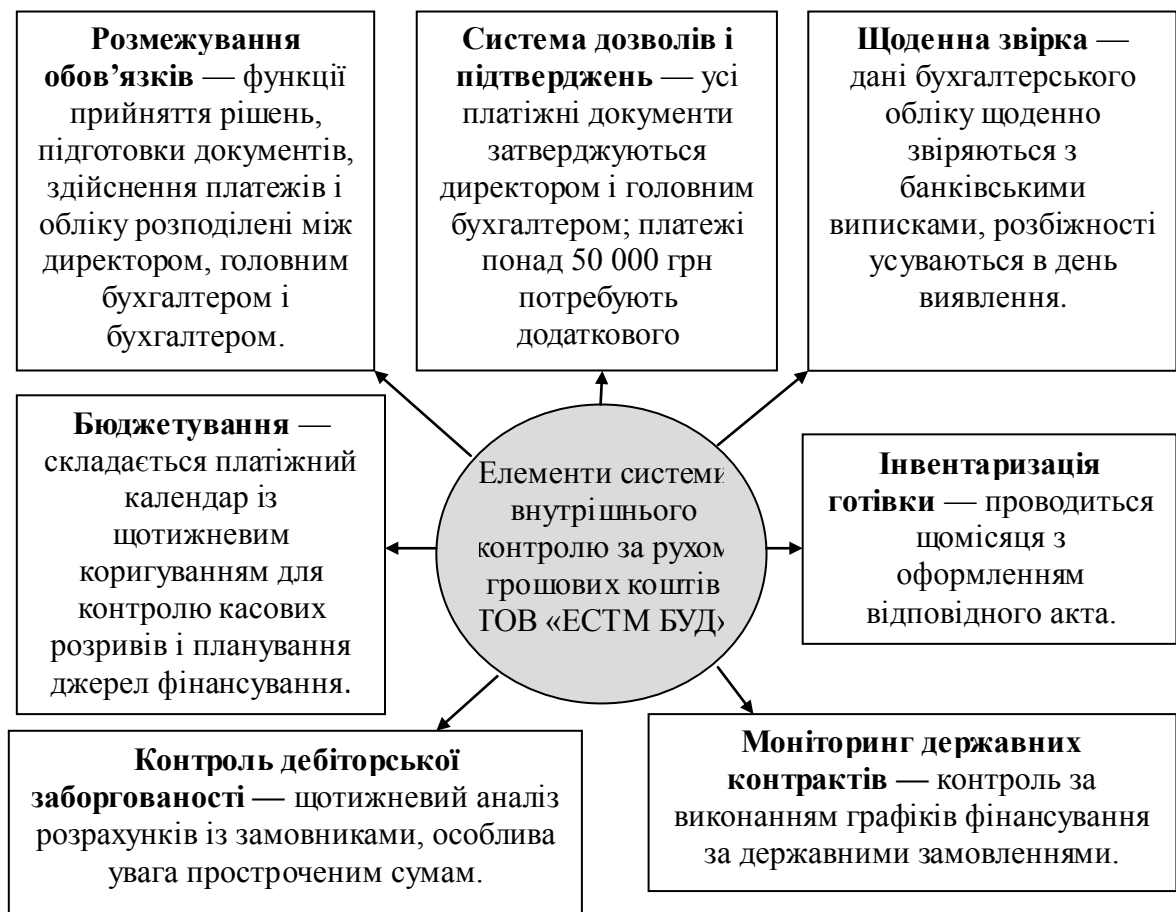 Розмежування
обов’язків — функції
прийняття рішень,
підготовки документів,
здійснення платежів і
обліку розподілені між
директором, головним
бухгалтером і
бухгалтером.
Система дозволів і
підтверджень — усі
платіжні документи
затверджуються
директором і головним
бухгалтером; платежі
понад 50 000 грн
потребують
додаткового
Щоденна звірка —
дані бухгалтерського
обліку щоденно
звіряються з
банківськими
виписками, розбіжності
усуваються в день
виявлення.
Бюджетування —
складається платіжний
календар із
щотижневим
коригуванням для
контролю касових
розривів і планування
джерел фінансування.
Елементи системи
внутрішнього
контролю за рухом
грошових коштів
ТОВ «ЕСТМ БУД»
Інвентаризація
готівки — проводиться
щомісяця з
оформленням
відповідного акта.
Контроль дебіторської
заборгованості — щотижневий аналіз
розрахунків із замовниками, особлива
увага простроченим сумам.
Моніторинг державних
контрактів — контроль за
виконанням графіків фінансування
за державними замовленнями.